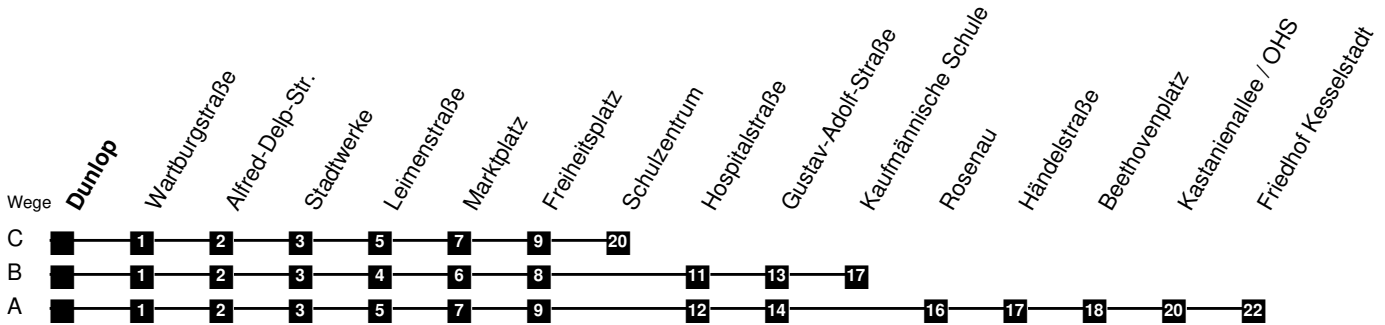 Wege
Dunlop
Wartburgstraße
Alfred-Delp-Str.
Stadtwerke
Leimenstraße
Marktplatz
Freiheitsplatz
Schulzentrum
Hospitalstraße
Gustav-Adolf-Straße
Kaufmännische Schule
Rosenau
Händelstraße
Beethovenplatz
Kastanienallee / OHS
Friedhof Kesselstadt
C 1 2 3 5 7 9 20
B 1 2 3 4 6 8 11 13 17
A 1 2 3 5 7 9 12 14 16 17 18 20 22